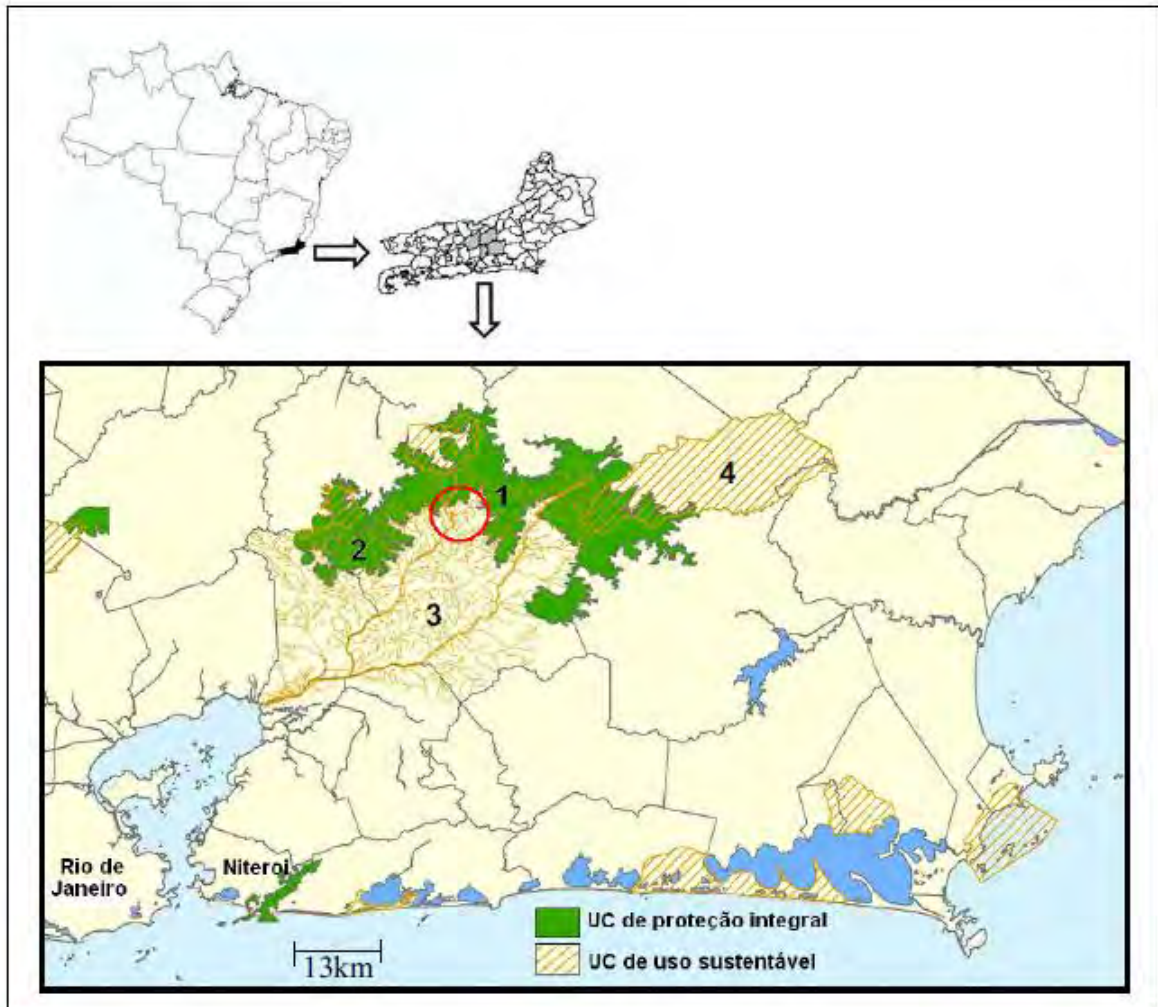 1
4
2
3
Rio de
Janeiro
Niteroi
UC de proteção integral
UC de uso sustentável
13km